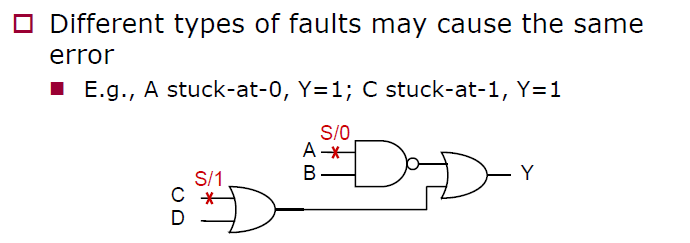 Different types of faults may cause the same
error
E.g., A stuck-at-0, Y=1; C stuck-at-1, Y=1
S/0
A
B
Y
S/1
C
D